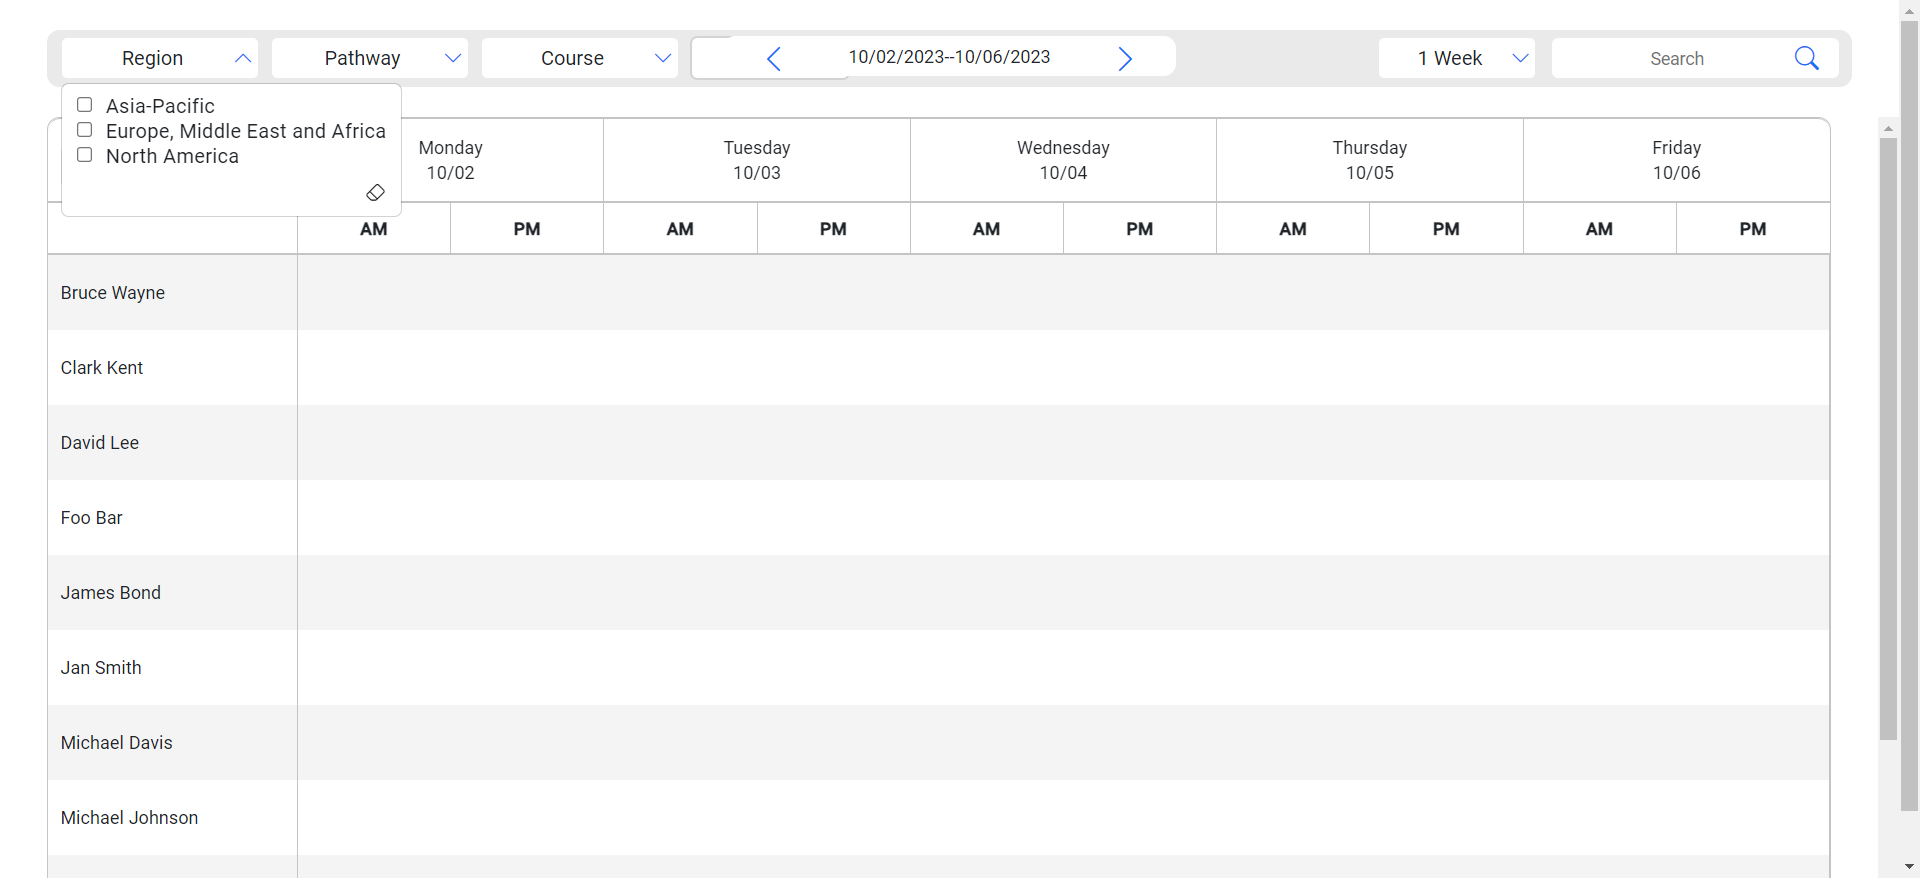 Region
Pathway
Course
10/02/2023--10/06/2023
1 Week
Search
Asia-Pacific
Europe, Middle East and Africa
North America
Monday
10/02
Tuesday
10/03
Wednesday
10/04
Thursday
10/05
Friday
10/06
AM PM AM PM AM PM AM PM AM PM
Bruce Wayne
Clark Kent
David Lee
Foo Bar
James Bond
Jan Smith
Michael Davis
Michael Johnson